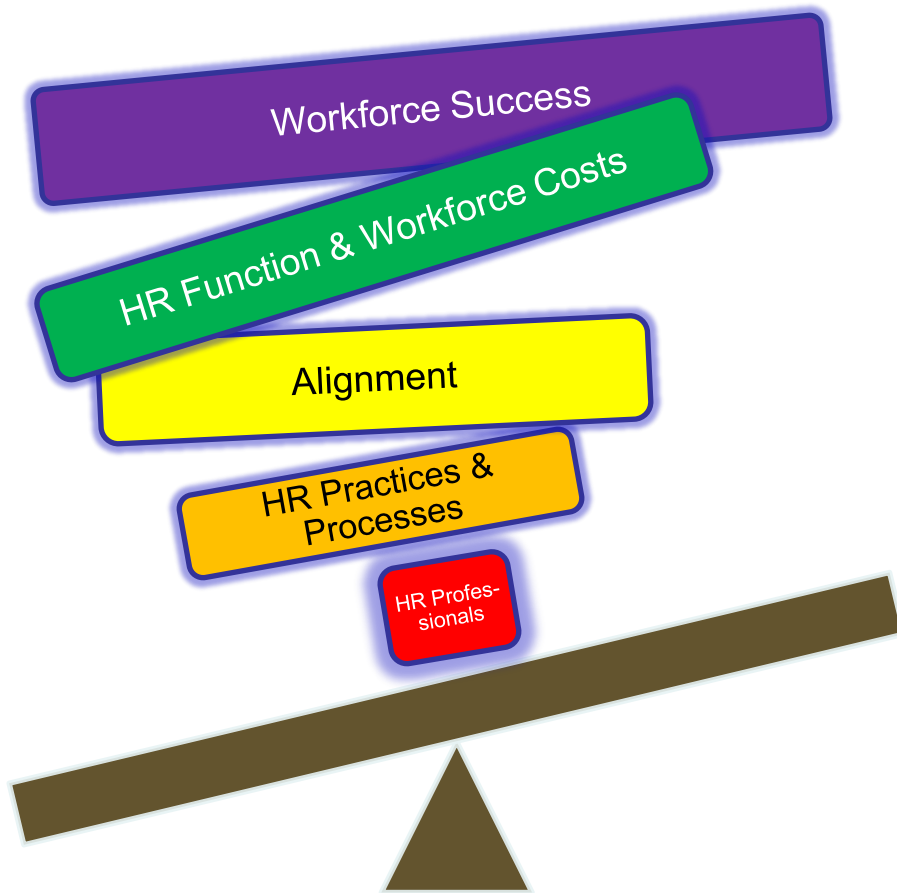 Workforce Success
HR Function & Workforce Costs
Alignment
HR Practices &
Processes
HR Profes-
sionals